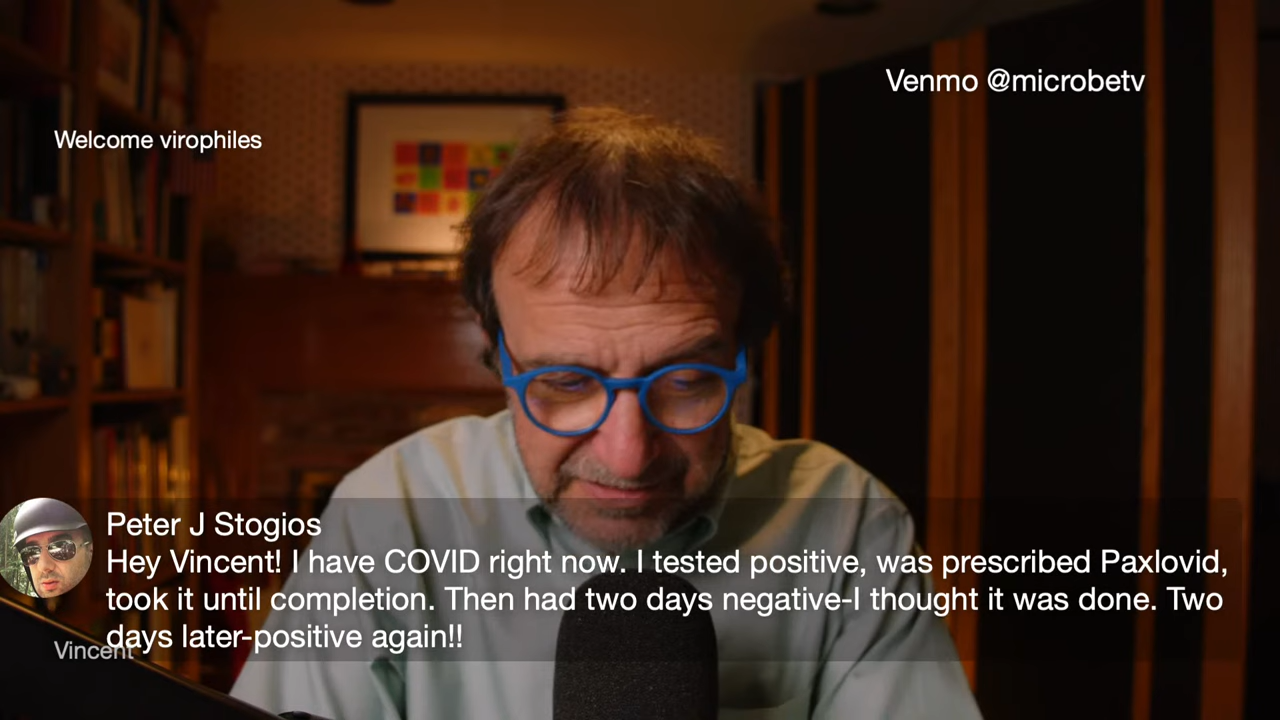 Venmo @microbetv
Welcome virophiles
Peter J Stogios
Hey Vincent! I have COVID right now. I tested positive, was prescribed Paxlovid,
took it until completion. Then had two days negative-I thought it was done. Two
days later-positive again!!
Vincent